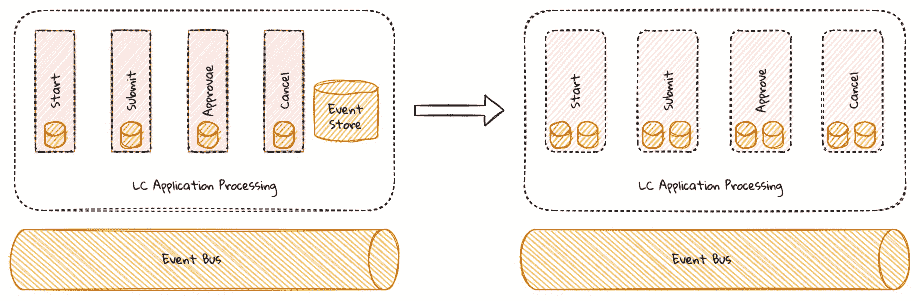 Start
Submit
Approvae
Cancel
Event
Store
LC Application Processing
Event Bus
Start
Submit
Approve
Cancel
LC Application Processing
Event Bus